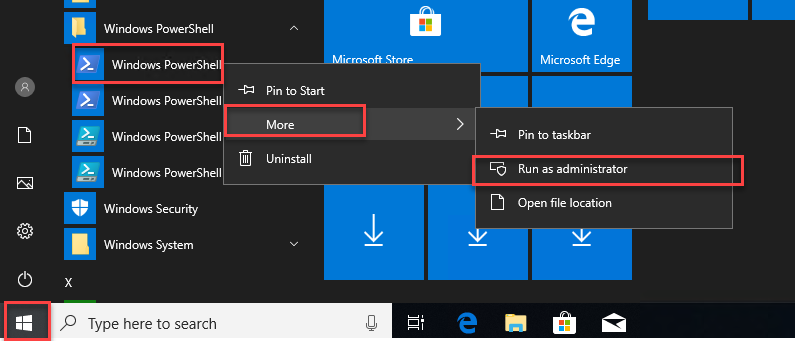 Windows PowerShell
Windows PowerShell
Windows PowerShell
Windows PowerShell
Windows PowerShell
Windows Security
Windows System
X
Microsoft Store
Microsoft Edge
Pin to Start
More
Uninstall
Pin to taskbar
Run as administrator
Open file location
Type here to search